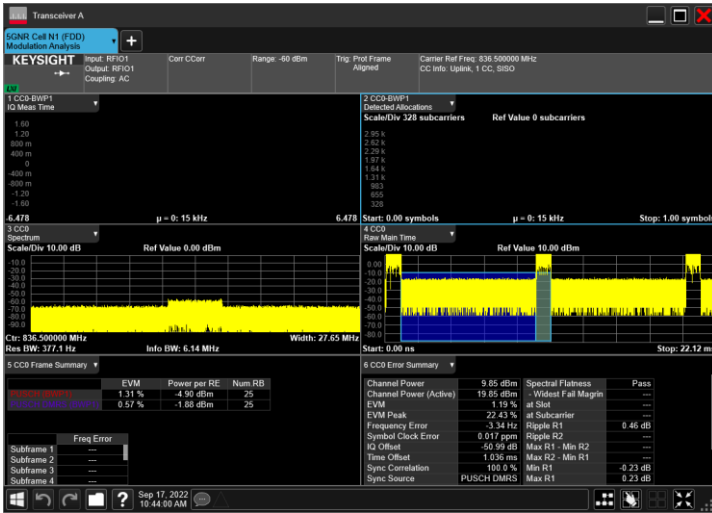 Transceiver A
5GNR Cell N1 (FDD)
Modulation Analysis
KEYSIGHT
LXI
Input: RFIO1
Output: RFIO1
Coupling: AC
Corr CCorr
Range: -60 dBm
Trig: Prot Frame
Aligned
Carrier Ref Freq: 836.500000 MHz
CC Info: Uplink, 1 CC, SISO
1 CC0-BWP1
IQ Meas Time
1.60
1.20
800 m
400 m
0
-400 m
-800 m
-1.20
-1.60
-6.478 µ = 0: 15 kHz 6.478
2 CC0-BWP1
Detected Allocations
Scale/Div 328 subcarriers Ref Value 0 subcarriers
2.95 k
2.62 k
2.29 k
1.97 k
1.64 k
1.31 k
983
655
328
Start: 0.00 symbols µ = 0: 15 kHz Stop: 1.00 symbol
3 CC0
Spectrum
Scale/Div 10.00 dB Ref Value 0.00 dBm
-10.0
-20.0
-30.0
-40.0
-50.0
-60.0
-70.0
-80.0
-90.0
Ctr: 836.500000 MHz Width: 27.65 MHz
Res BW: 377.1 Hz Info BW: 6.14 MHz
4 CC0
Raw Main Time
Scale/Div 10.00 dB Ref Value 10.00 dBm
0.00
-10.0
-20.0
-30.0
-40.0
-50.0
-60.0
-70.0
-80.0
Start: 0.00 ns Stop: 22.12 m
5 CC0 Frame Summary
EVM Power per RE Num.RB
1.31 % -4.90 dBm 25
0.57 % -1.88 dBm 25
Freq Error
Subframe 1 ---
Subframe 2 ---
Subframe 3 ---
Subframe 4 ---
6 CC0 Error Summary
Channel Power 9.85 dBm Spectral Flatness Pass
Channel Power (Active) 19.85 dBm - Widest Fail Magrin ---
EVM 1.19 % at Slot ---
EVM Peak 22.43 % at Subcarrier ---
Frequency Error -3.34 Hz Ripple R1 0.46 dB
Symbol Clock Error 0.017 ppm Ripple R2 ---
IQ Offset -50.99 dB Max R1 - Min R2 ---
Time Offset 1.036 ms Max R2 - Min R1 ---
Sync Correlation 100.0 % Min R1 -0.23 dB
Sync Source PUSCH DMRS Max R1 0.23 dB
Sep 17, 2022
10:44:00 AM